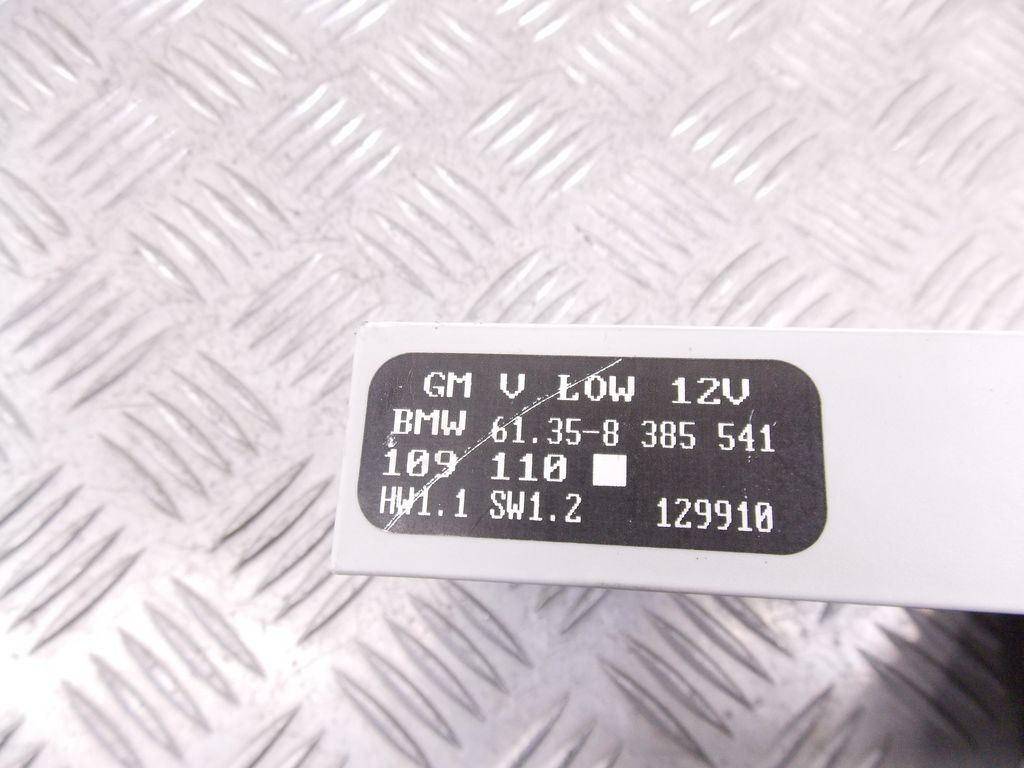 GM V LOW 12V
BMW 61.35-8 385 541
109 110
HW1.1 SW1.2 129910